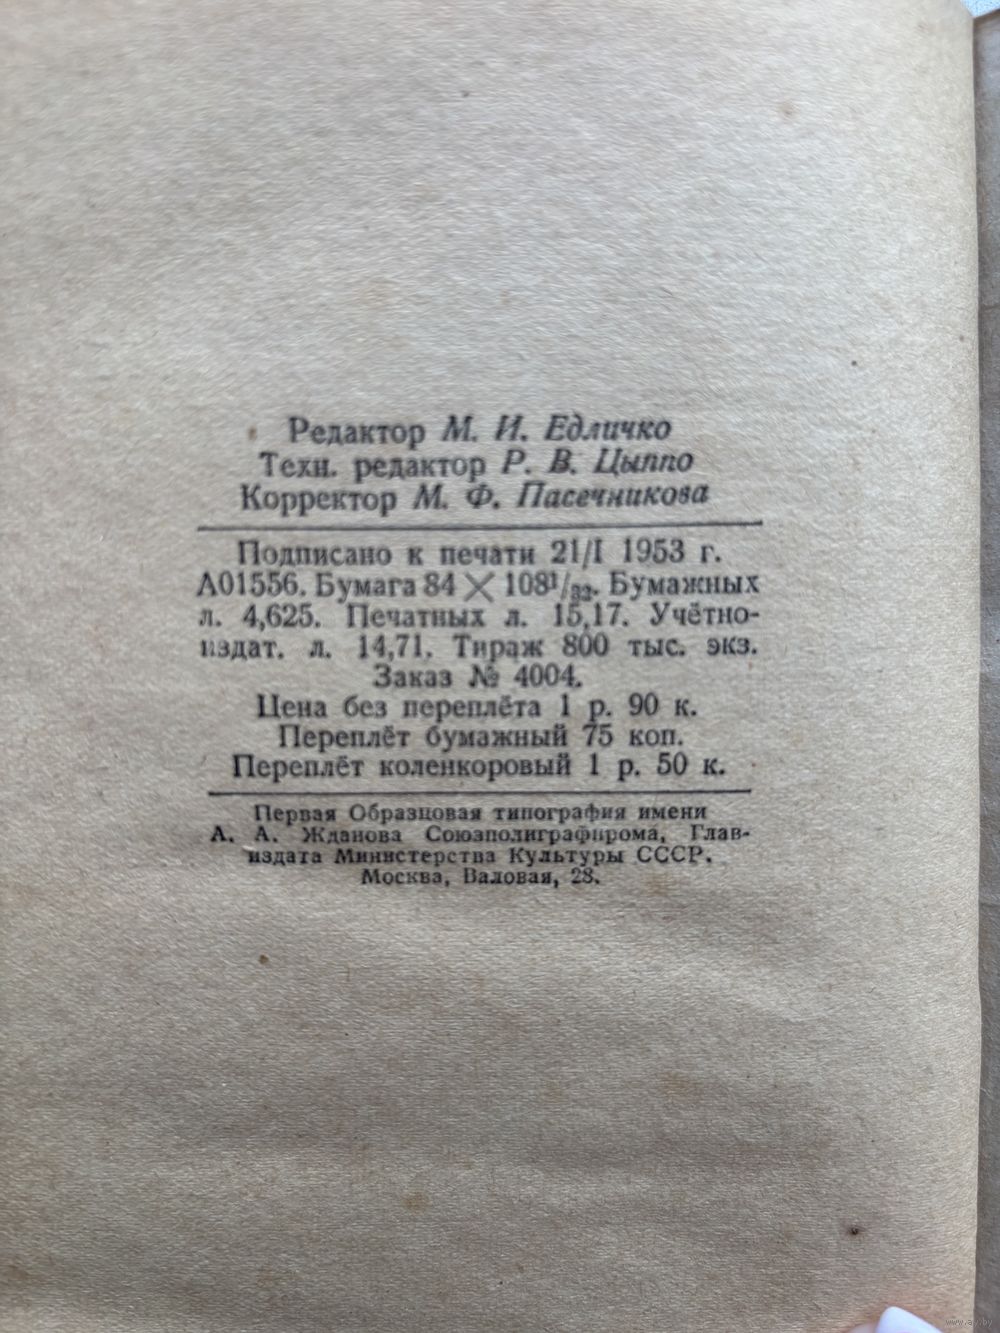 Редактор М. И. Едличко
Техн. редактор Р. В. Цыппо
Корректор М. Ф. Пасечникова
Подписано к печати 21/I 1953 г.
А01556. Бумага 84 × 108¹/₃₂. Бумажных
л. 4,625. Печатных л. 15,17. Учётно-
издат. л. 14,71. Тираж 800 тыс. экз.
Заказ № 4004.
Цена без переплёта 1 р. 90 к.
Переплёт бумажный 75 коп.
Переплёт коленкоровый 1 р. 50 к.
Первая Образцовая типография имени
А. А. Жданова Союзполиграфпрома, Глав-
издата Министерства Культуры СССР.
Москва, Валовая, 28.
www.ay.by